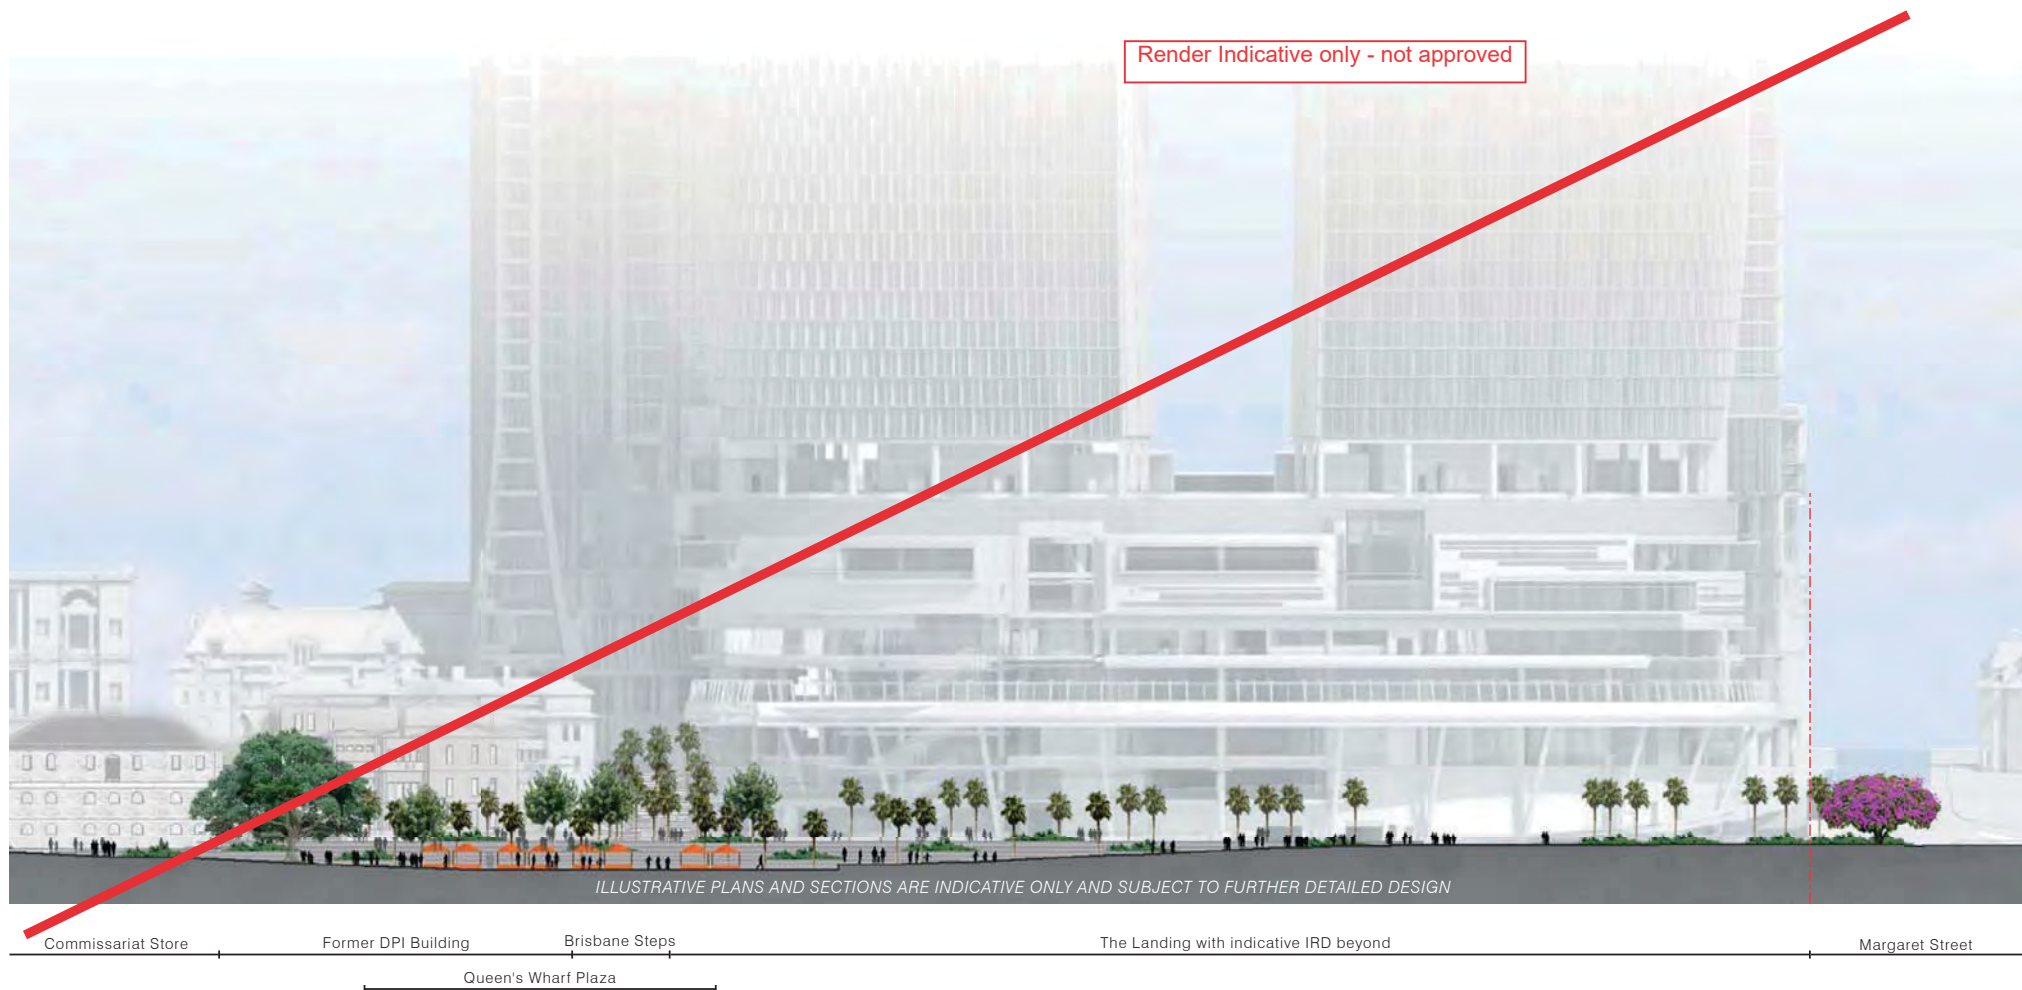 Render Indicative only - not approved
ILLUSTRATIVE PLANS AND SECTIONS ARE INDICATIVE ONLY AND SUBJECT TO FURTHER DETAILED DESIGN
Commissariat Store
Former DPI Building
Brisbane Steps
The Landing with indicative IRD beyond
Margaret Street
Queen's Wharf Plaza